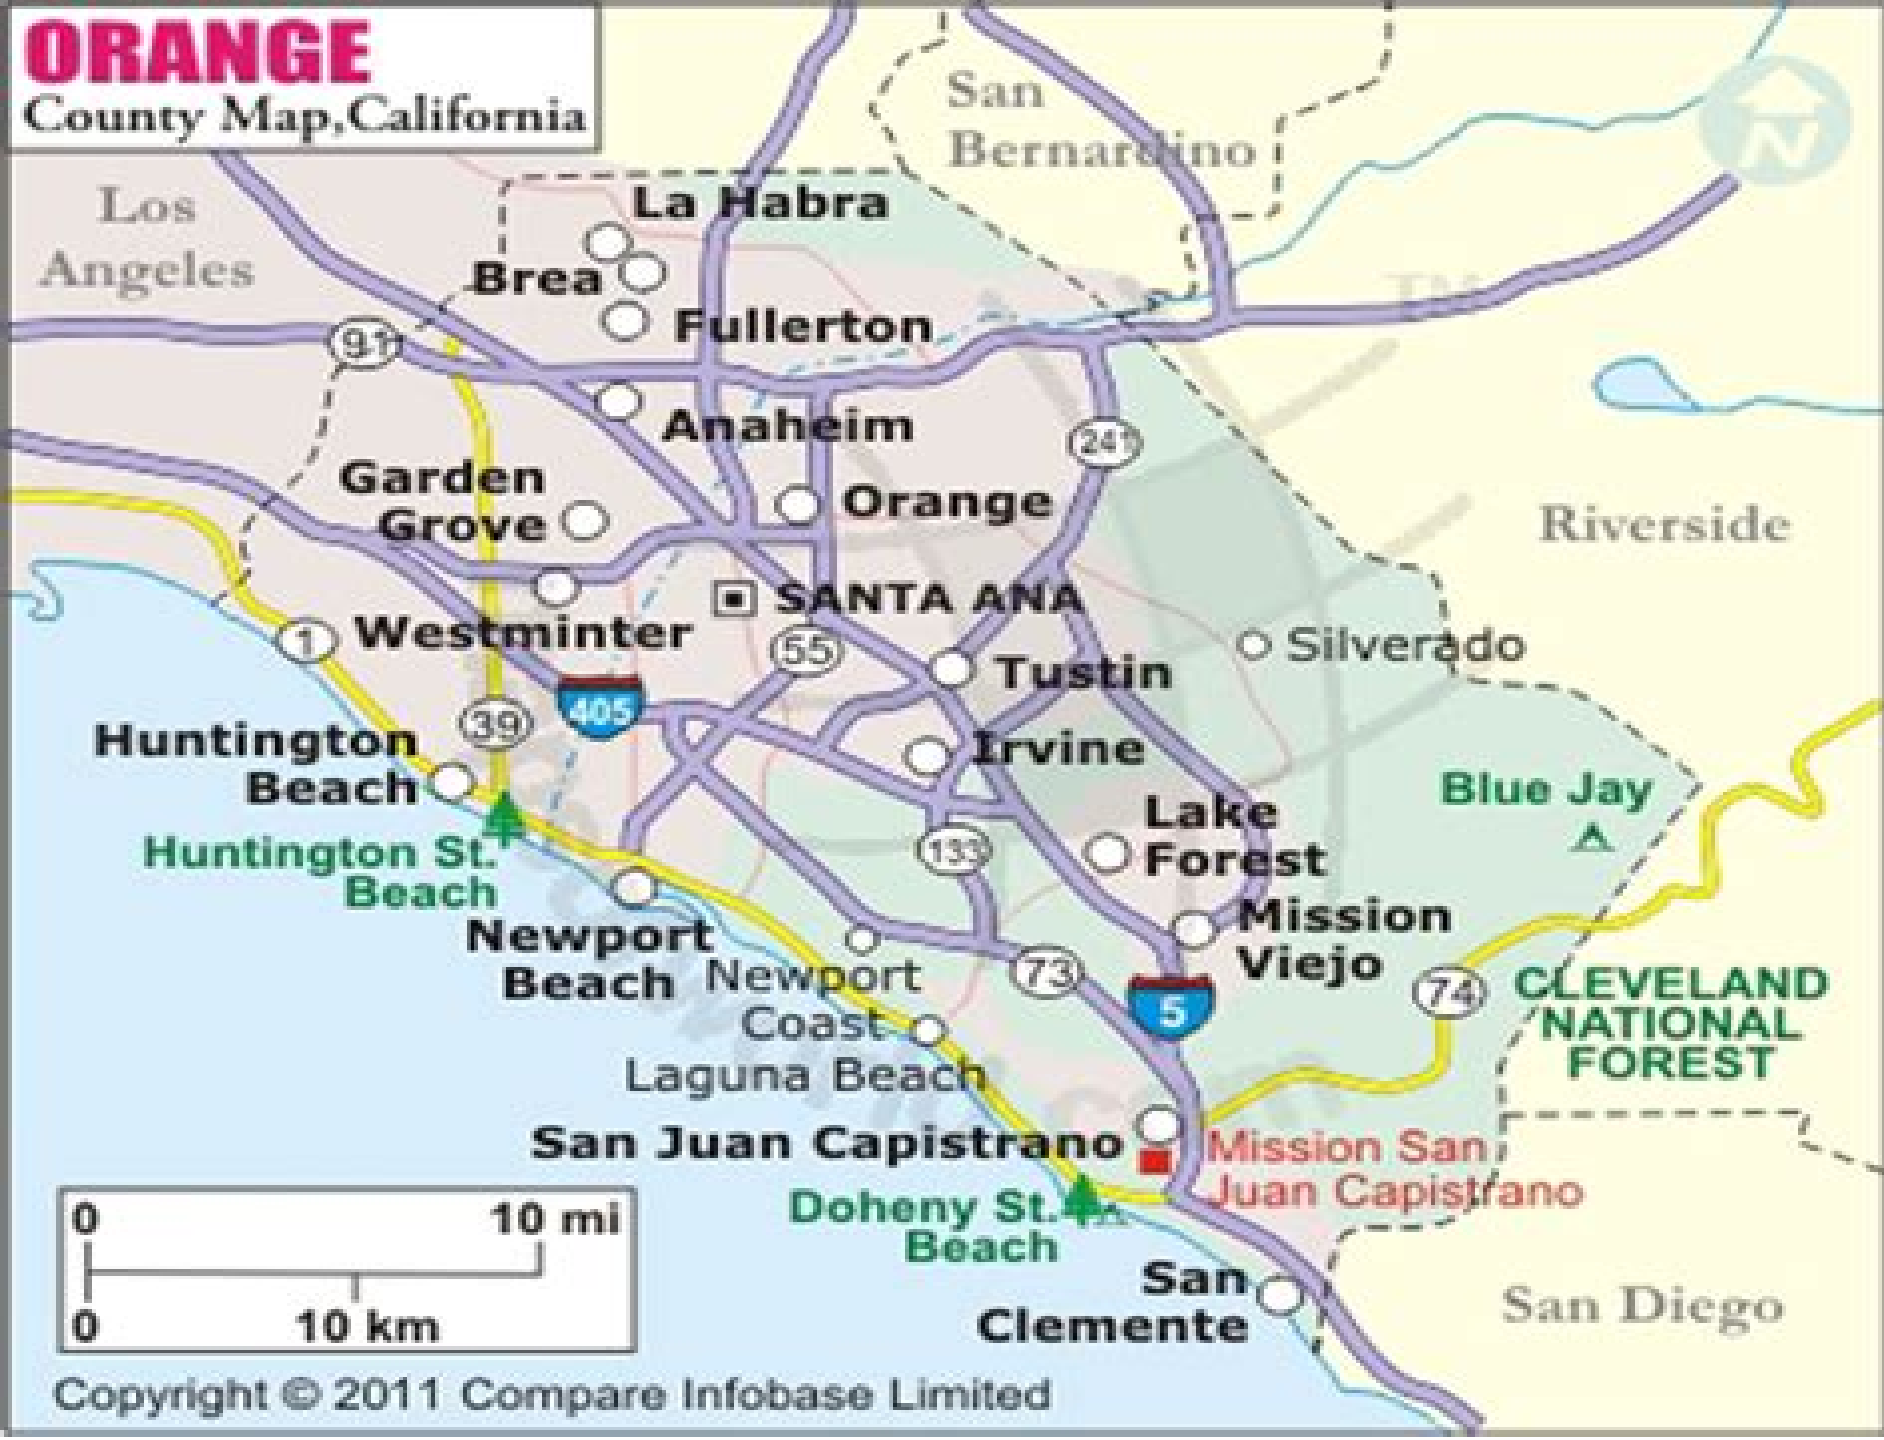 ORANGE
County Map,California
San
Bernardino
N
Los
Angeles
La Habra
Brea
Fullerton
TM
91
Anaheim
241
Garden
Grove
Orange
Riverside
SANTA ANA
1
Westminter
55
Silverado
Tustin
405
39
Huntington
Beach
Irvine
Blue Jay
Lake
Forest
133
Huntington St.
Beach
Mission
Viejo
Newport
Beach
Newport
Coast
73
5
74
CLEVELAND
NATIONAL
FOREST
Laguna Beach
San Juan Capistrano
Mission San
Juan Capistrano
Doheny St.
Beach
San
Clemente
San Diego
0 10 mi
0 10 km
Copyright © 2011 Compare Infobase Limited